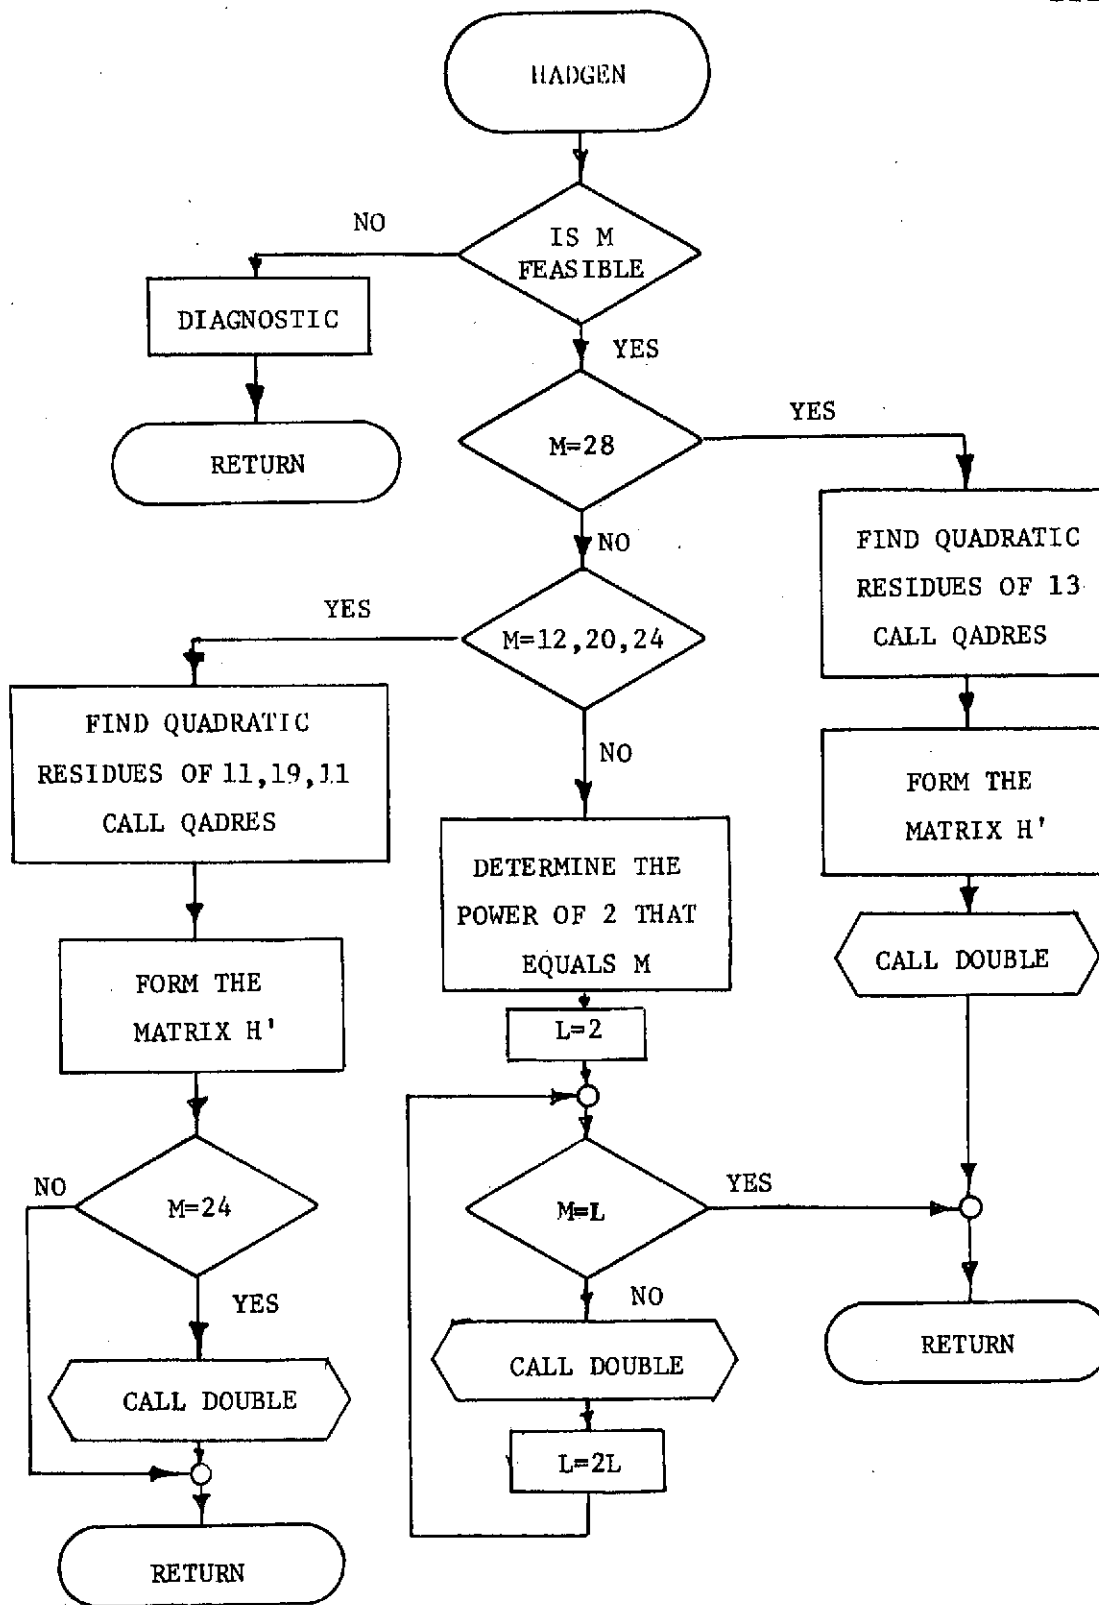 HADGEN
IS M
FEASIBLE
NO
YES
DIAGNOSTIC
RETURN
M=28
YES
NO
FIND QUADRATIC
RESIDUES OF 13
CALL QADRES
FORM THE
MATRIX H'
CALL DOUBLE
M=12,20,24
YES
NO
FIND QUADRATIC
RESIDUES OF 11,19,11
CALL QADRES
FORM THE
MATRIX H'
M=24
NO
YES
CALL DOUBLE
RETURN
DETERMINE THE
POWER OF 2 THAT
EQUALS M
L=2
M=L
YES
NO
CALL DOUBLE
L=2L
RETURN